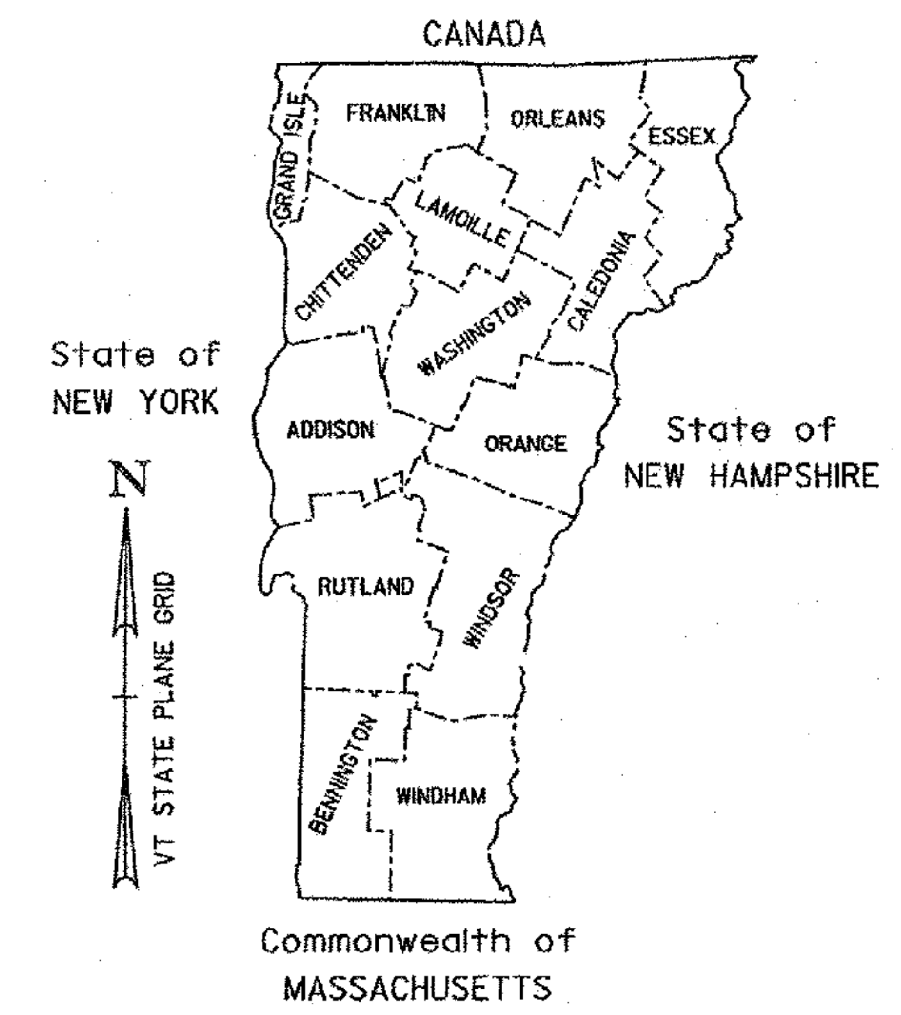 CANADA
FRANKLIN
ORLEANS
ESSEX
GRAND ISLE
LAMOILLE
CHITTENDEN
CALEDONIA
WASHINGTON
State of
NEW YORK
ADDISON
ORANGE
State of
NEW HAMPSHIRE
N
VT STATE PLANE GRID
RUTLAND
WINDSOR
BENNINGTON
WINDHAM
Commonwealth of
MASSACHUSETTS